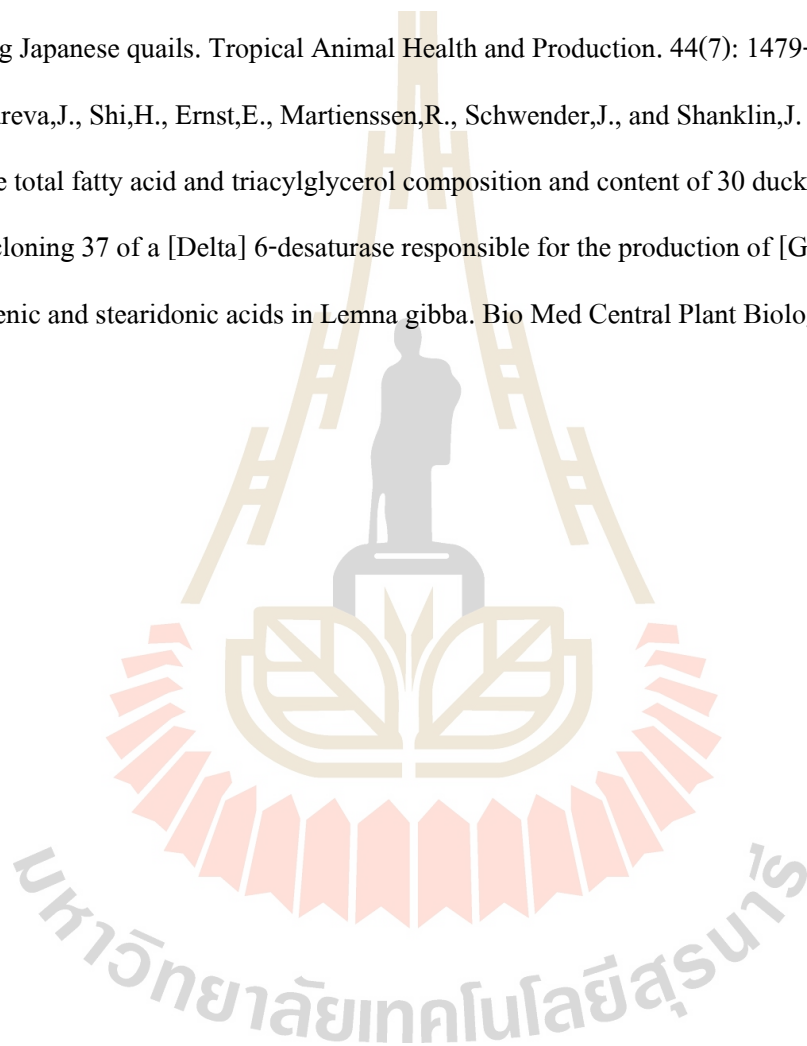 g Japanese quails. Tropical Animal Health and Production. 44(7): 1479-
reva,J., Shi,H., Ernst,E., Martienssen,R., Schwender,J., and Shanklin,J.
e total fatty acid and triacylglycerol composition and content of 30 duck
cloning 37 of a [Delta] 6-desaturase responsible for the production of [G
enic and stearidonic acids in Lemna gibba. Bio Med Central Plant Biolo
มหาวิทยาลัยเทคโนโลยีสุรนารี